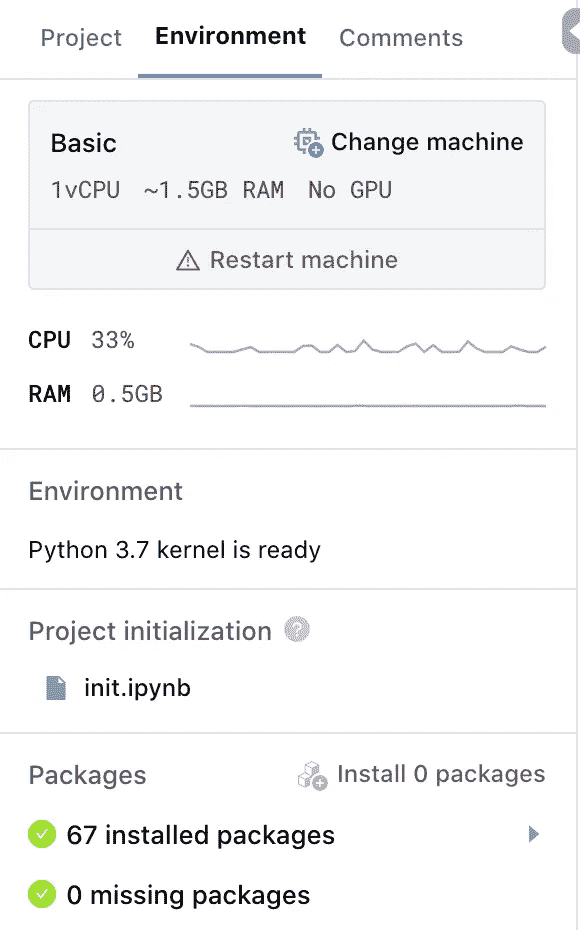 Project Environment Comments
Basic Change machine
1vCPU ~1.5GB RAM No GPU
Restart machine
CPU 33%
RAM 0.5GB
Environment
Python 3.7 kernel is ready
Project initialization ?
init.ipynb
Packages Install 0 packages
67 installed packages
0 missing packages